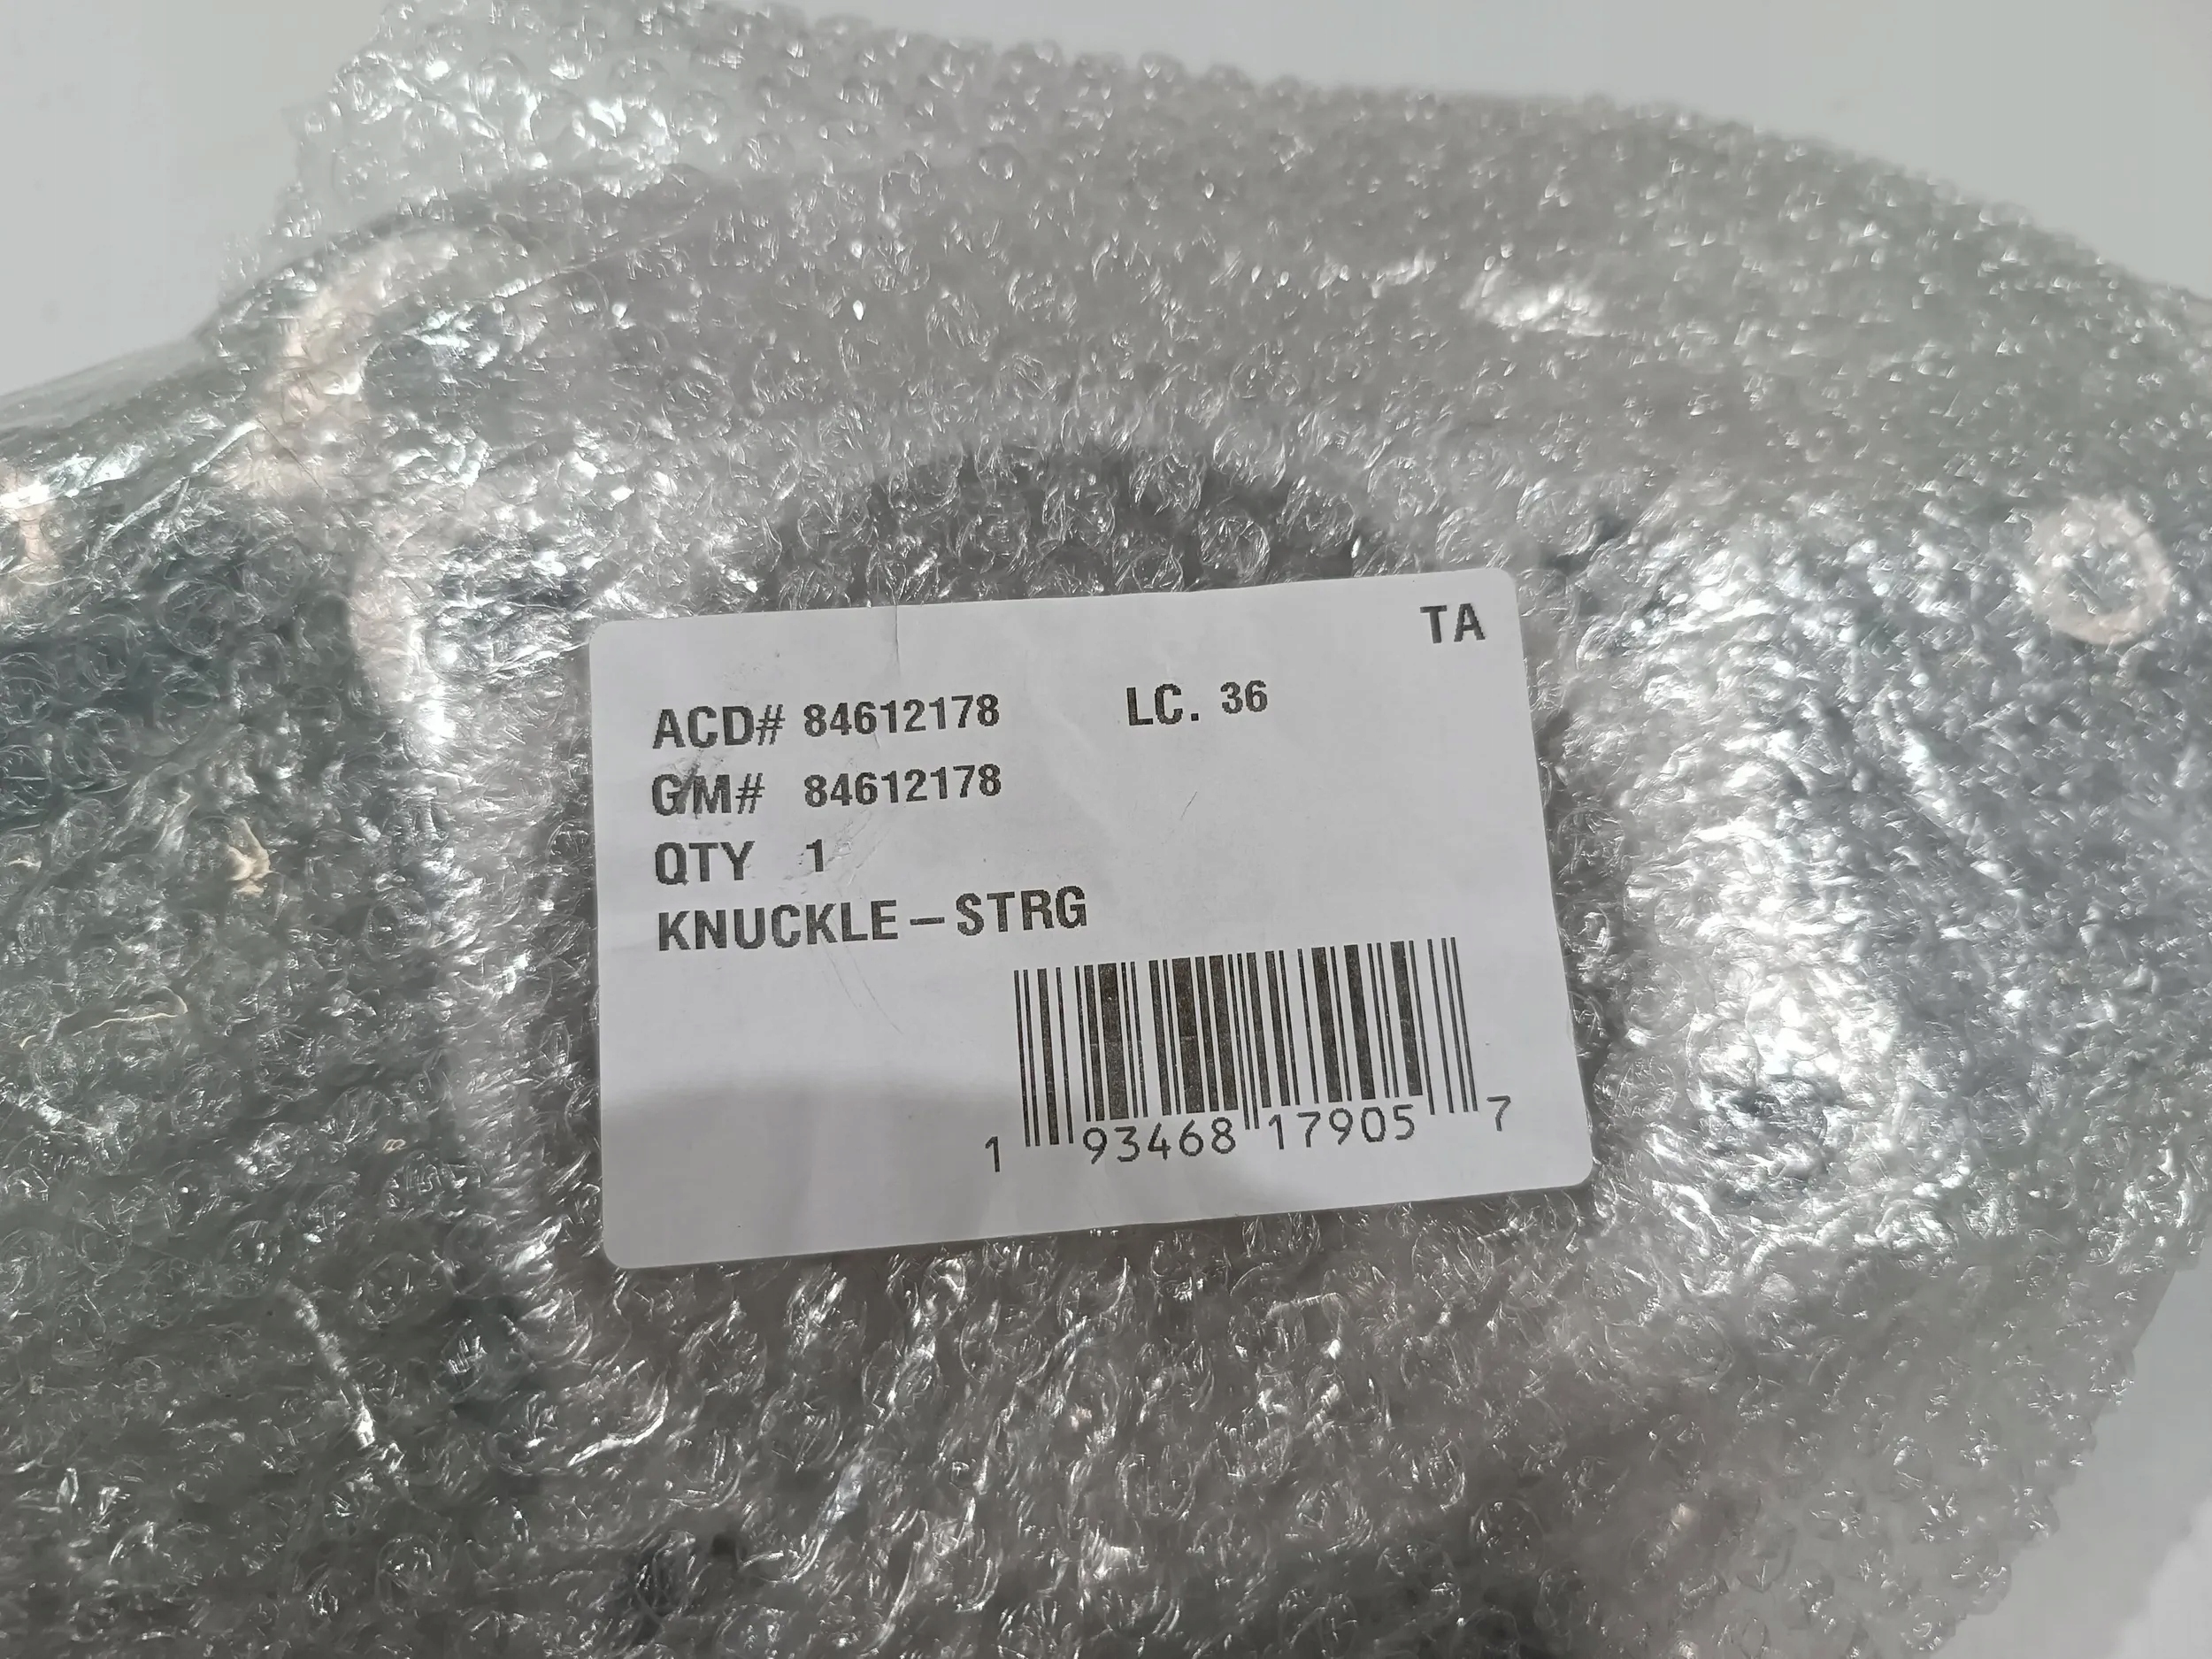 TA
ACD# 84612178 LC. 36
GM# 84612178
QTY 1
KNUCKLE-STRG
1 93468 17905 7